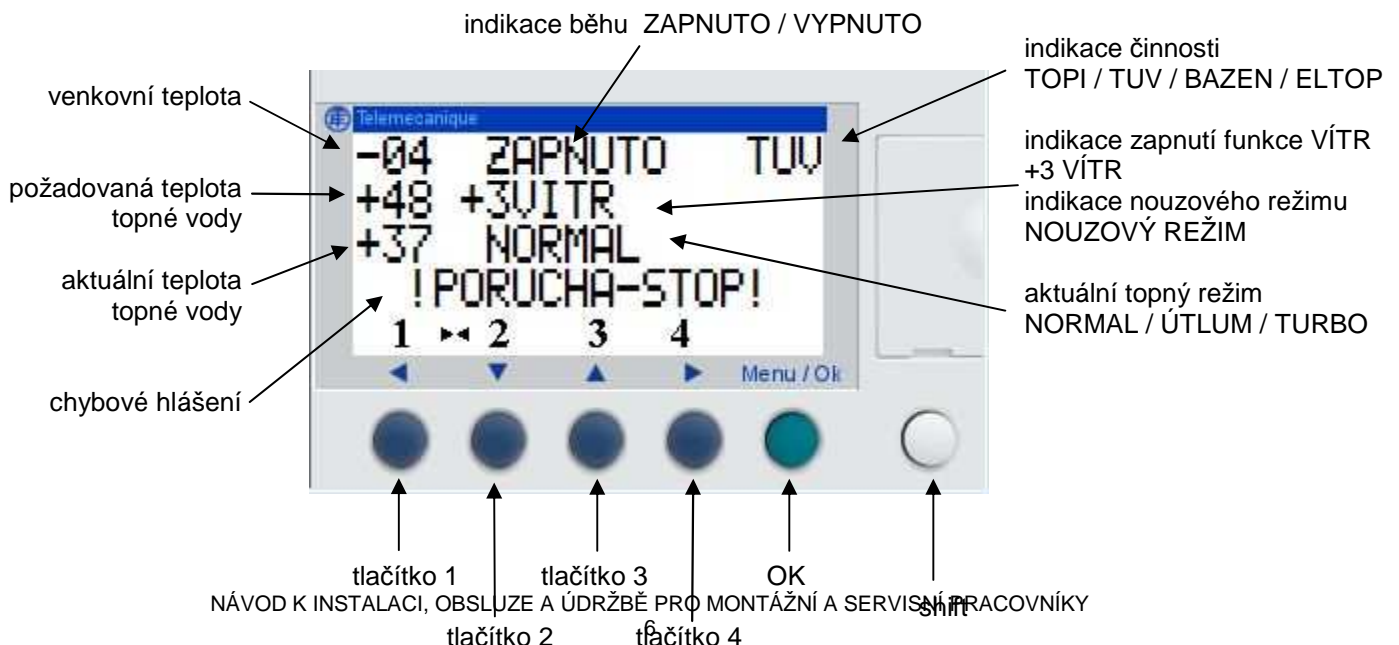 indikace běhu ZAPNUTO / VYPNUTO
indikace činnosti
TOPI / TUV / BAZEN / ELTOP
venkovní teplota
Telemecanique
-04 ZAPNUTO TUV
indikace zapnutí funkce VÍTR
+3 VÍTR
požadovaná teplota
topné vody
+48 +3VITR
indikace nouzového režimu
NOUZOVÝ REŽIM
+37 NORMAL
aktuální teplota
topné vody
!PORUCHA-STOP!
aktuální topný režim
NORMAL / ÚTLUM / TURBO
1 2 3 4
Menu / Ok
chybové hlášení
tlačítko 1
tlačítko 3
OK
shift
NÁVOD K INSTALACI, OBSLUZE A ÚDRŽBĚ PRO MONTÁŽNÍ A SERVISNÍ PRACOVNÍKY
6
tlačítko 2
tlačítko 4